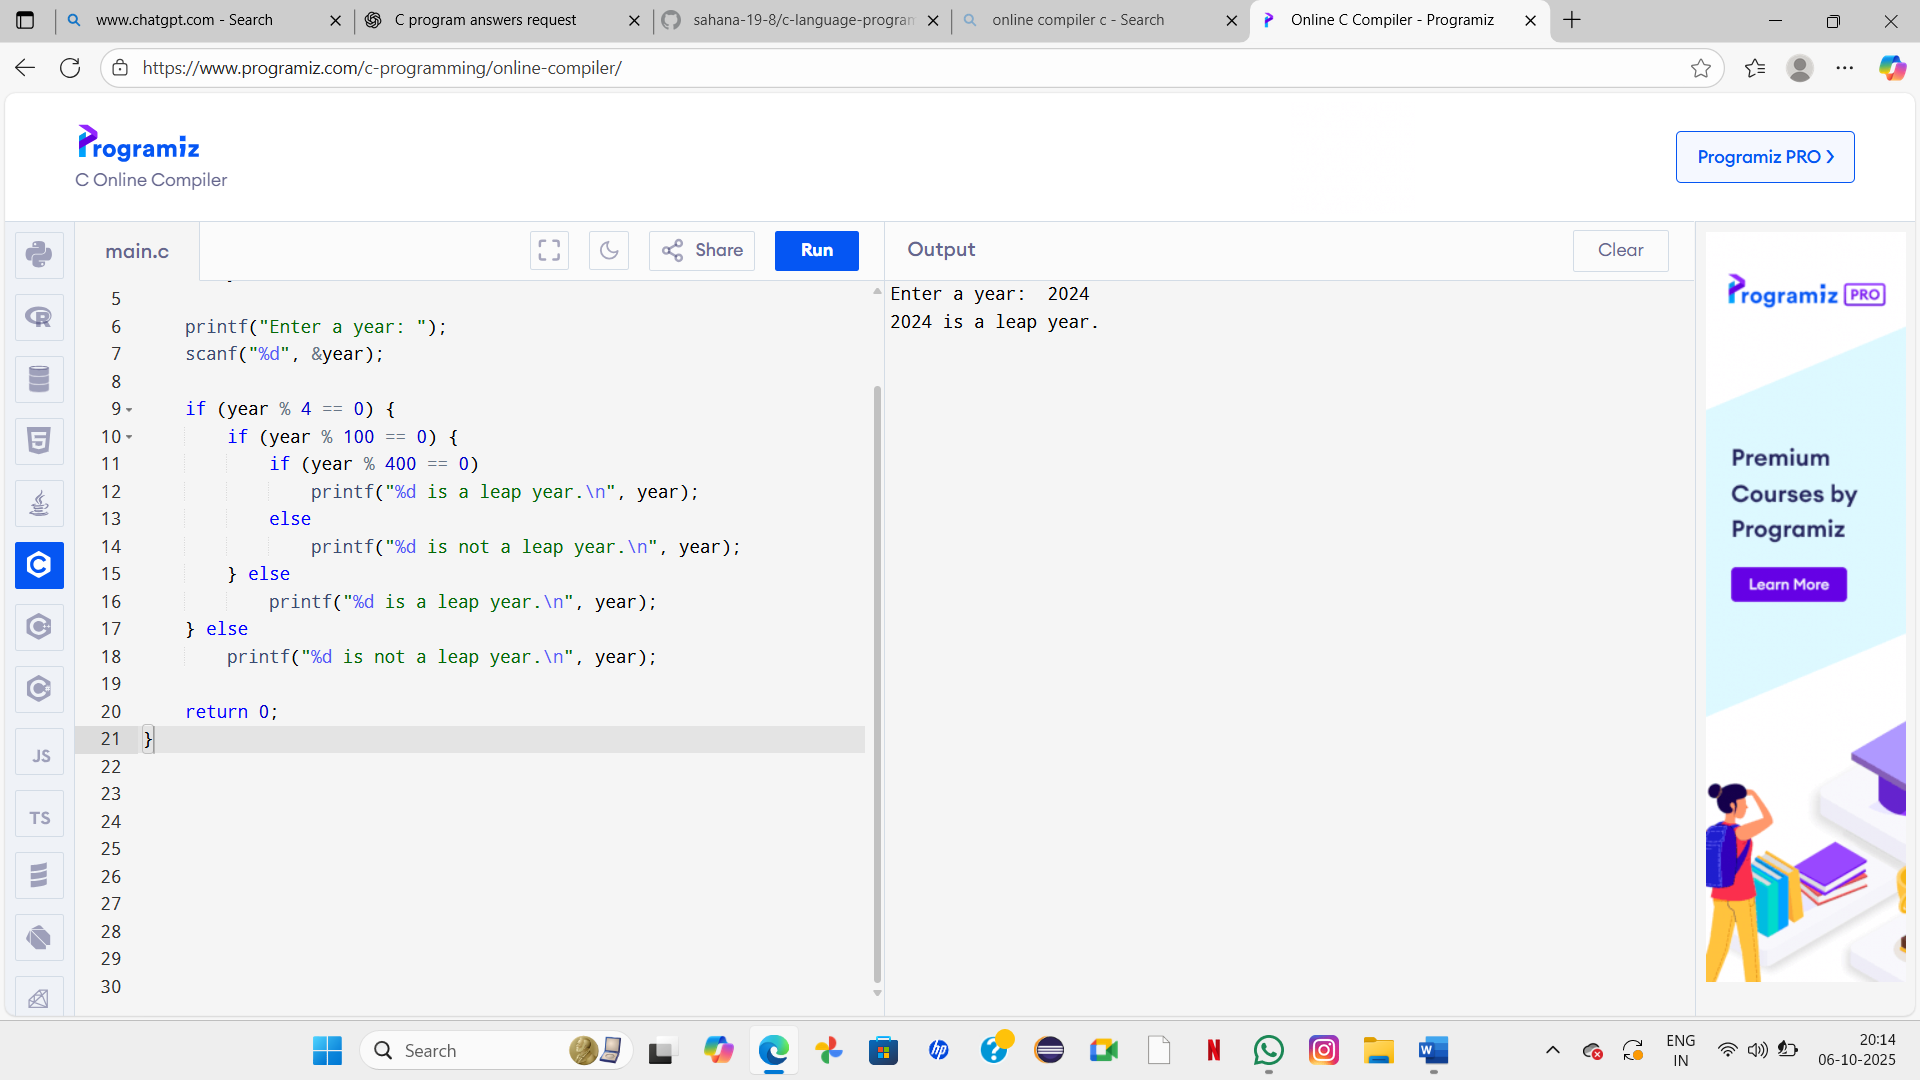 www.chatgpt.com - Search
C program answers request
sahana-19-8/c-language-program
online compiler c - Search
Online C Compiler - Programiz
https://www.programiz.com/c-programming/online-compiler/
Programiz
C Online Compiler
Programiz PRO
main.c
Share
Run
Output
Clear
5
6 printf("Enter a year: ");
7 scanf("%d", &year);
8
9 if (year % 4 == 0) {
10 if (year % 100 == 0) {
11 if (year % 400 == 0)
12 printf("%d is a leap year.\n", year);
13 else
14 printf("%d is not a leap year.\n", year);
15 } else
16 printf("%d is a leap year.\n", year);
17 } else
18 printf("%d is not a leap year.\n", year);
19
20 return 0;
21 }
22
23
24
25
26
27
28
29
30
Enter a year:  2024
2024 is a leap year.
Programiz PRO
Premium
Courses by
Programiz
Learn More
JS
TS
Search
hp
ENG
IN
20:14
06-10-2025